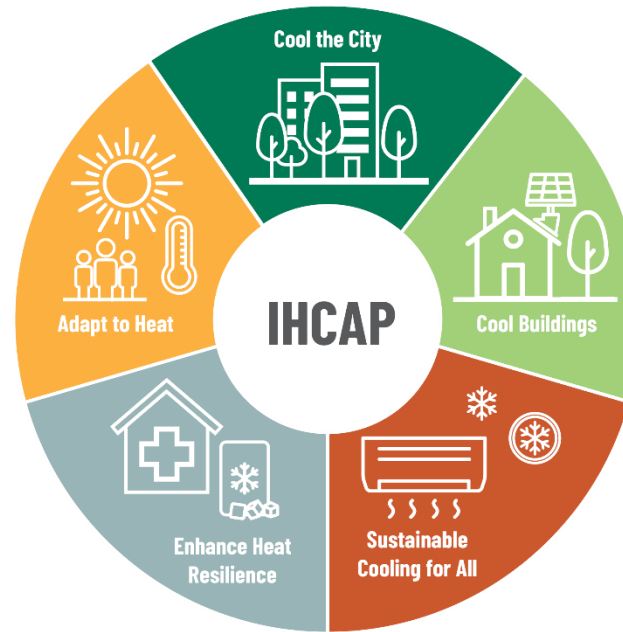 Cool the City
Adapt to Heat
IHCAP
Cool Buildings
Enhance Heat
Resilience
Sustainable
Cooling for All